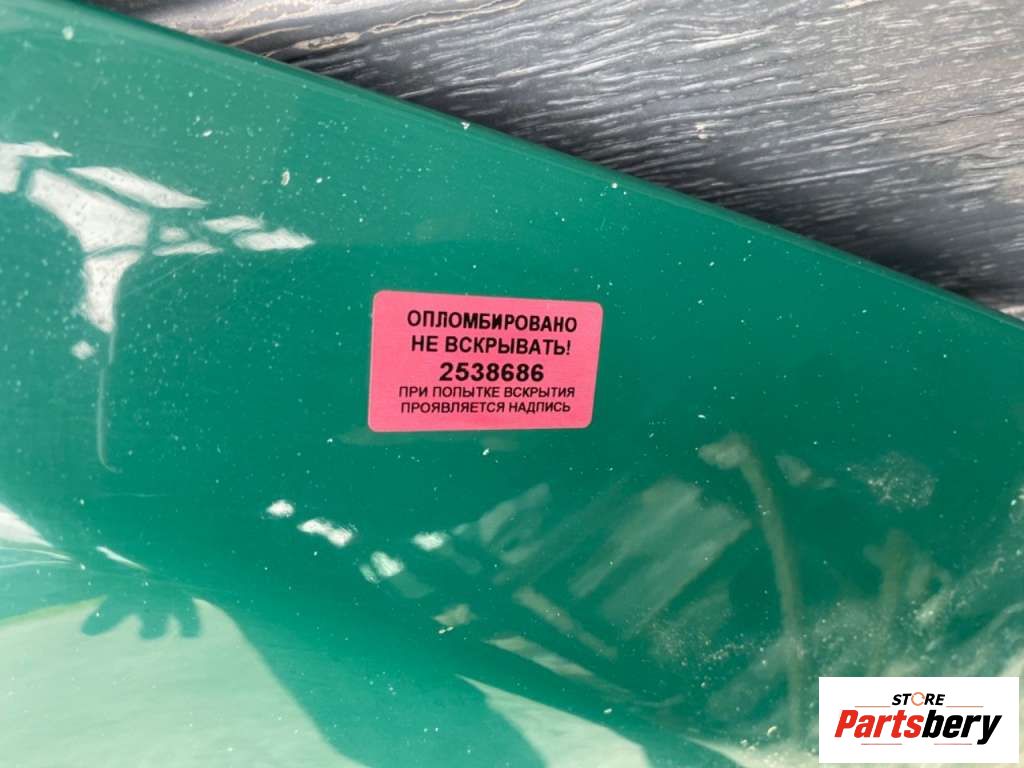 ОПЛОМБИРОВАНО
НЕ ВСКРЫВАТЬ!
2538686
ПРИ ПОПЫТКЕ ВСКРЫТИЯ
ПРОЯВЛЯЕТСЯ НАДПИСЬ
STORE
Partsbery